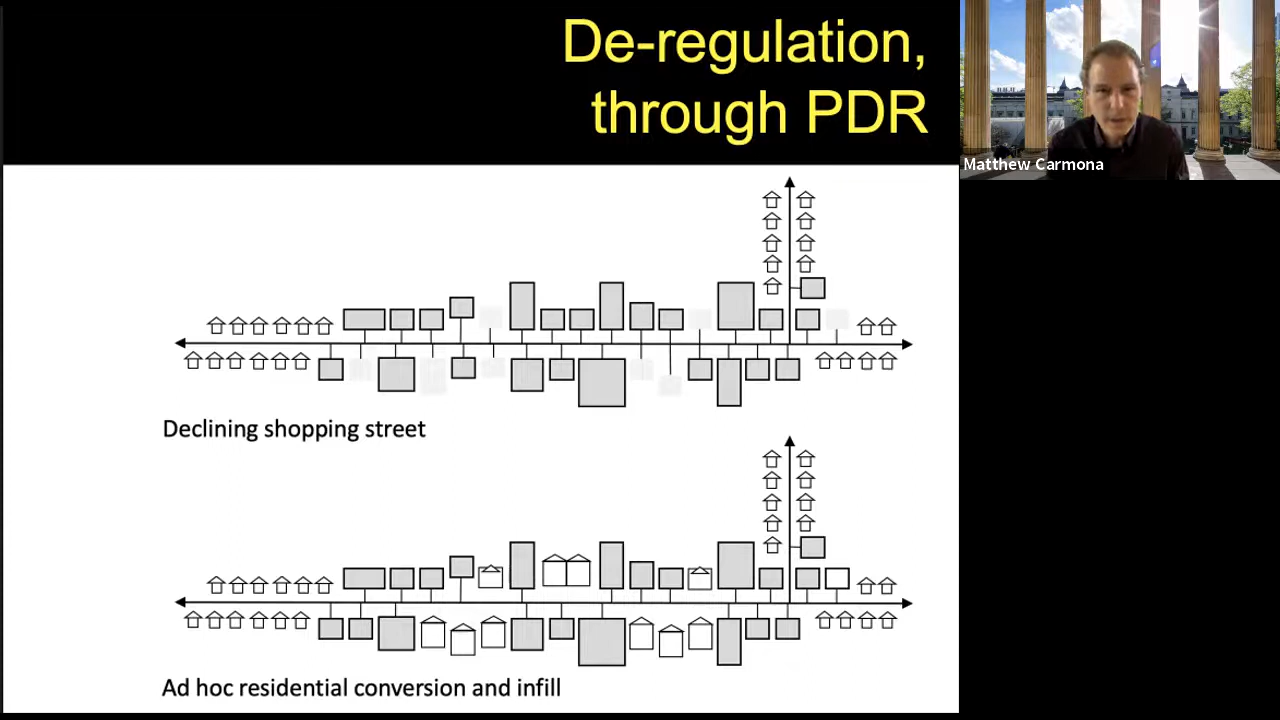 De-regulation,
through PDR
Matthew Carmona
Declining shopping street
Ad hoc residential conversion and infill